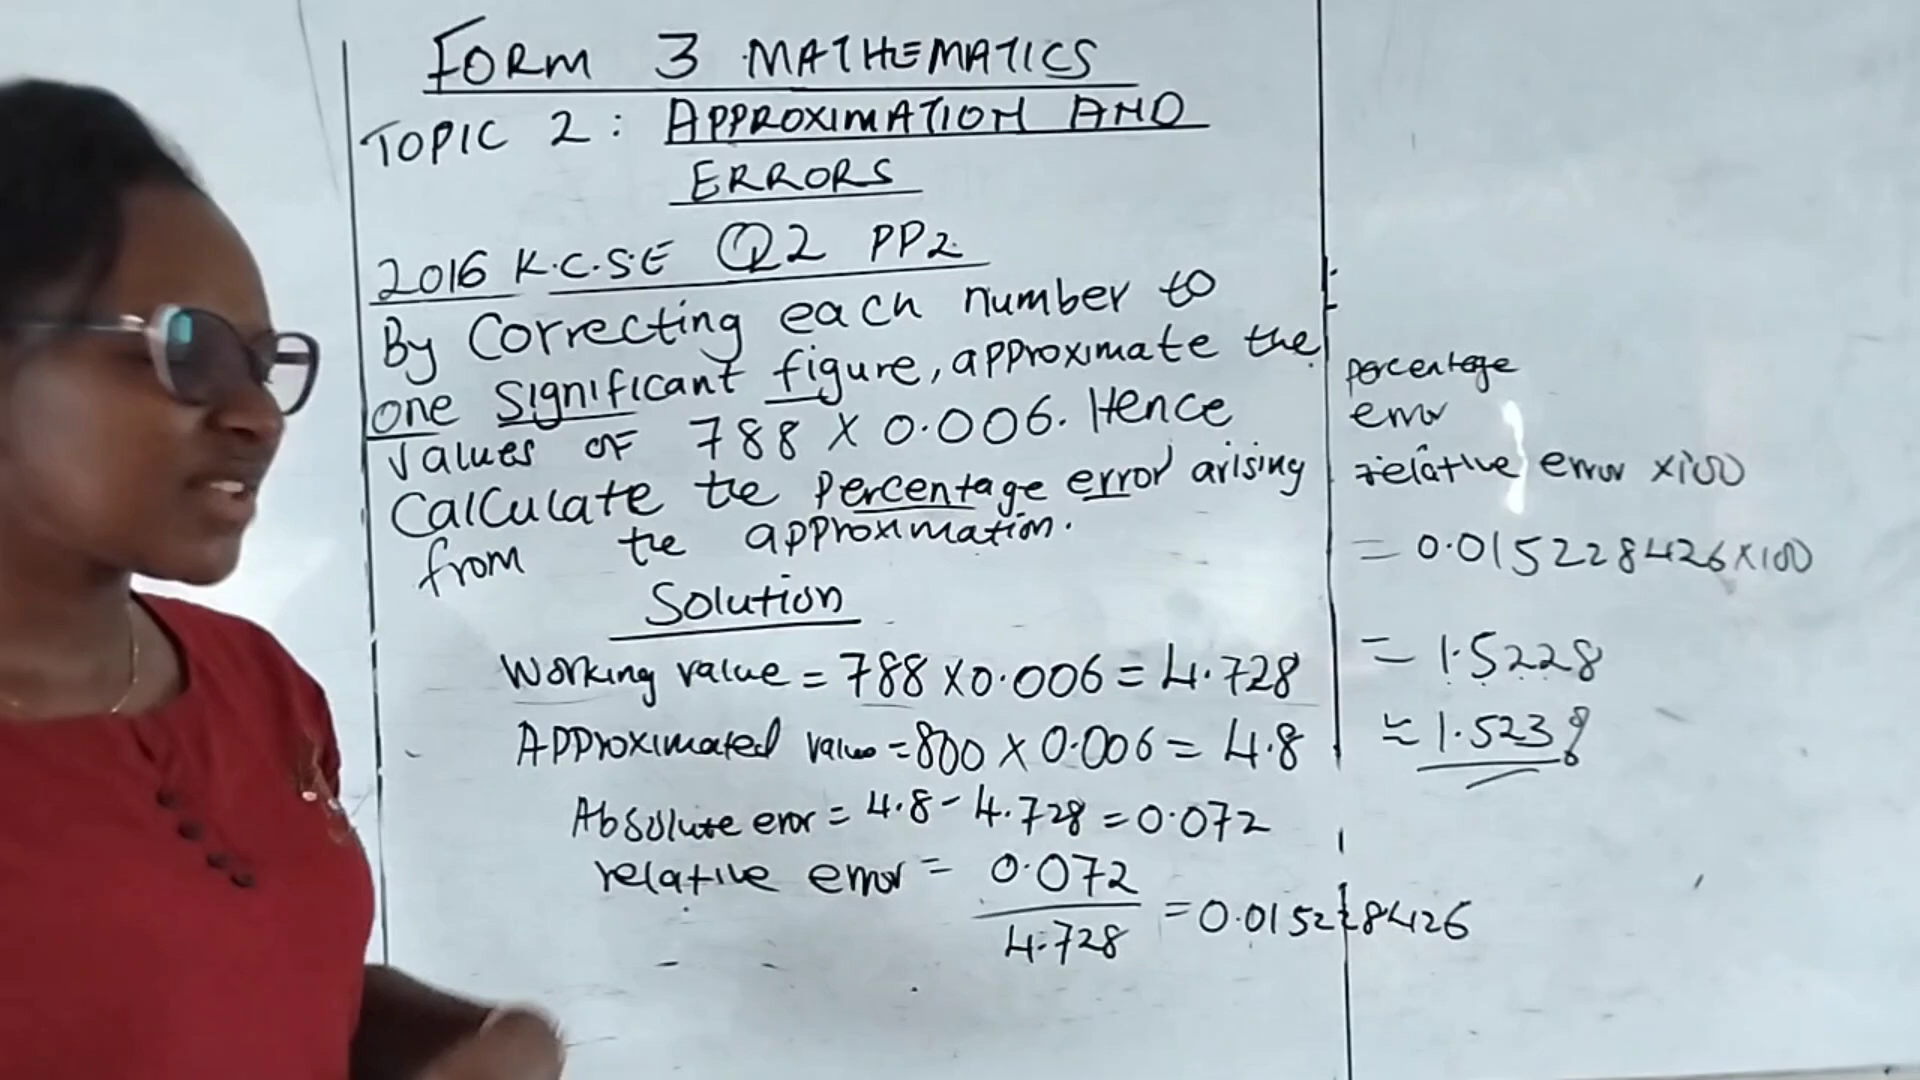 FORM 3 MATHEMATICS
TOPIC 2: APPROXIMATION AND
ERRORS
2016 K.C.S.E Q2 PP2
By Correcting each number to
one significant figure, approximate the
values of 788 X 0.006. Hence
Calculate the percentage error arising
from the approximation.
Solution
Working value = 788 X 0.006 = 4.728
Approximated value = 800 X 0.006 = 4.8
Absolute error = 4.8 - 4.728 = 0.072
relative error = 0.072
4.728
= 0.015228426
percentage
error
relative error x100
= 0.015228426 x100
= 1.5228
≈ 1.523%